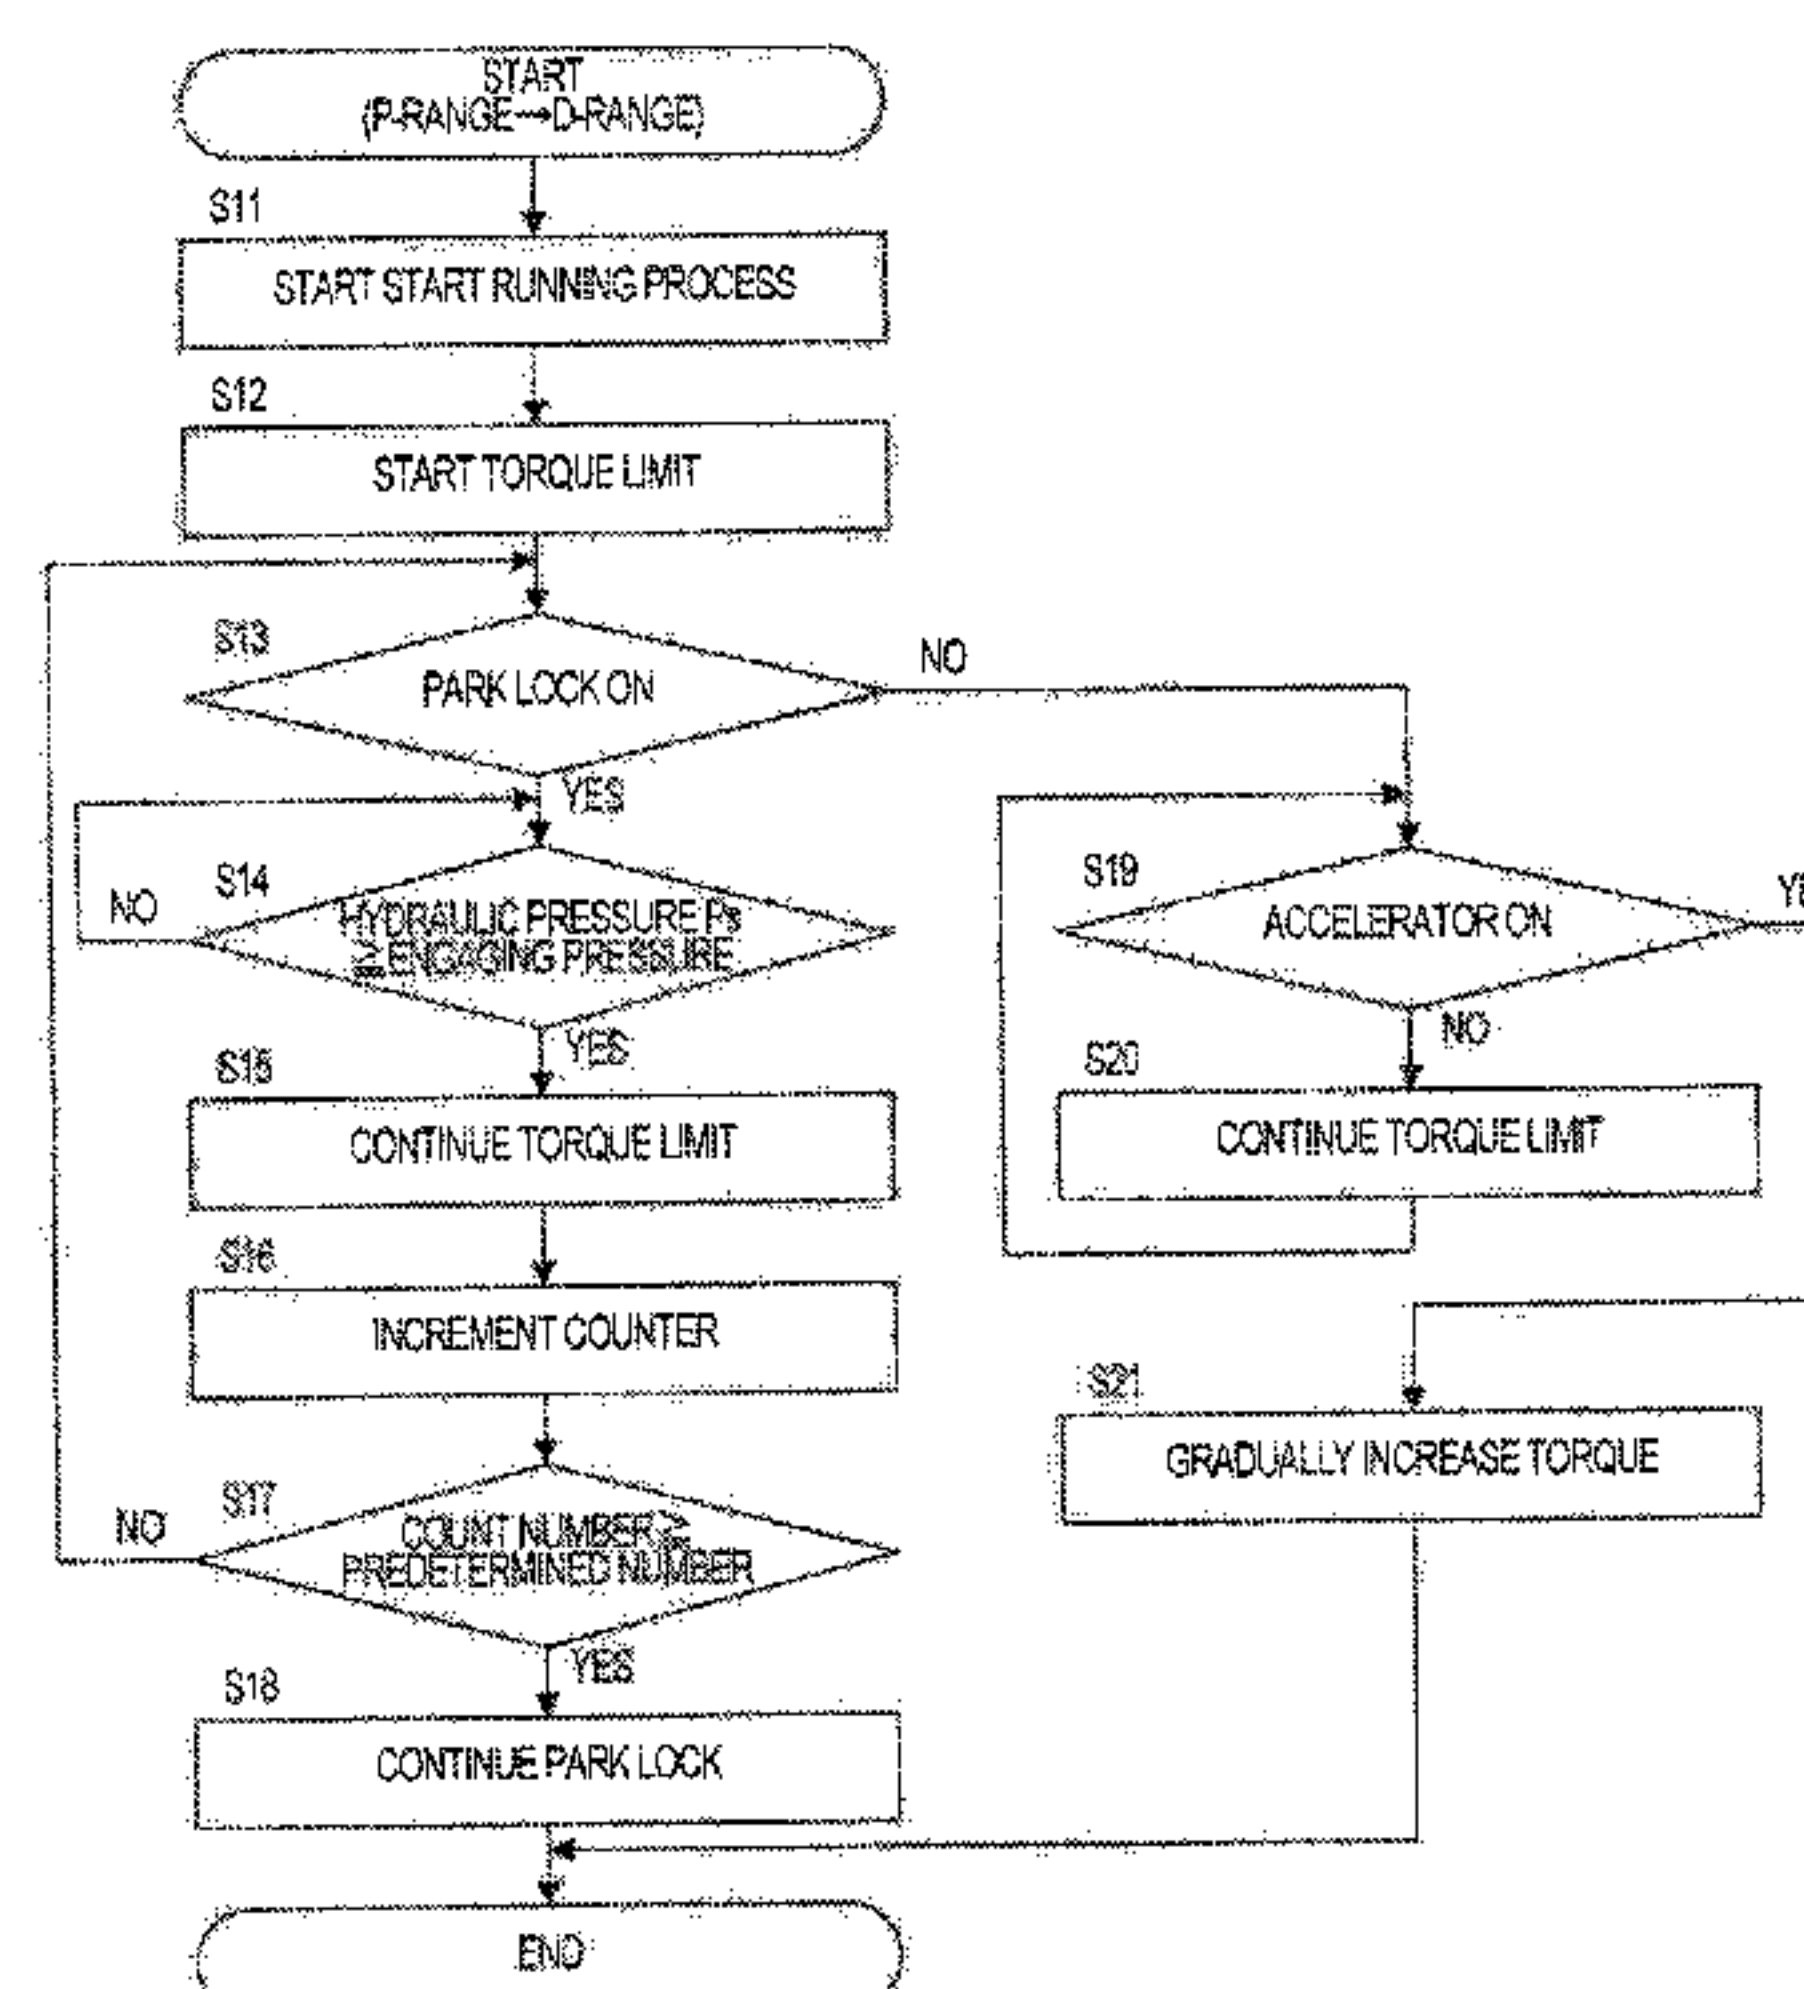 START
(P-RANGE→D-RANGE)
S11
START START RUNNING PROCESS
S12
START TORQUE LIMIT
S13
PARK LOCK ON
NO
YES
S14
HYDRAULIC PRESSURE Ps
≧ENGAGING PRESSURE
NO
YES
S15
CONTINUE TORQUE LIMIT
S16
INCREMENT COUNTER
S17
COUNT NUMBER≧
PREDETERMINED NUMBER
NO
YES
S18
CONTINUE PARK LOCK
END
S19
ACCELERATOR ON
NO
S20
CONTINUE TORQUE LIMIT
S21
GRADUALLY INCREASE TORQUE